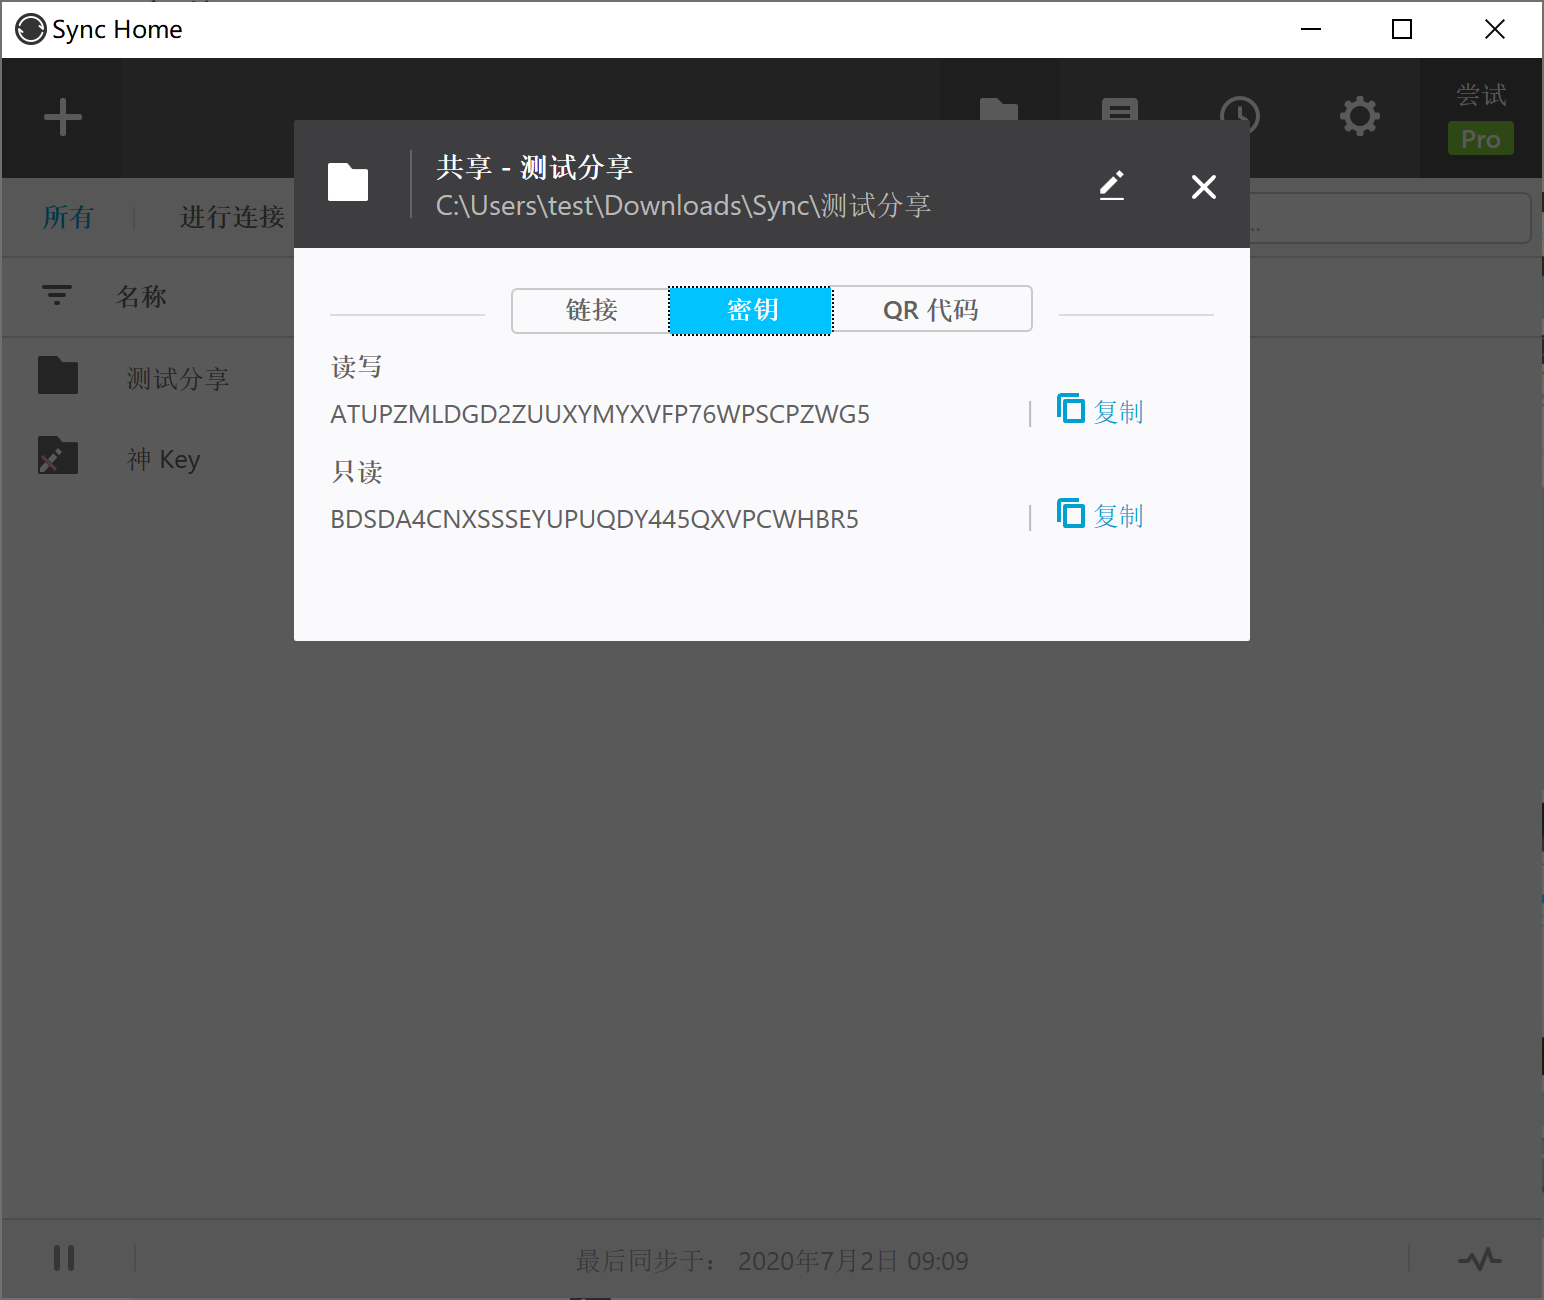 Sync Home
尝试
Pro
共享 - 测试分享
C:\Users\test\Downloads\Sync\测试分享
所有
进行连接
名称
链接
密钥
QR 代码
读写
ATUPZMLDGD2ZUUXYMYXVFP76WPSCPZWG5
复制
只读
BDSDA4CNXSSSEYUPUQDY445QXVPCWHBR5
复制
测试分享
神 Key
最后同步于： 2020年7月2日 09:09